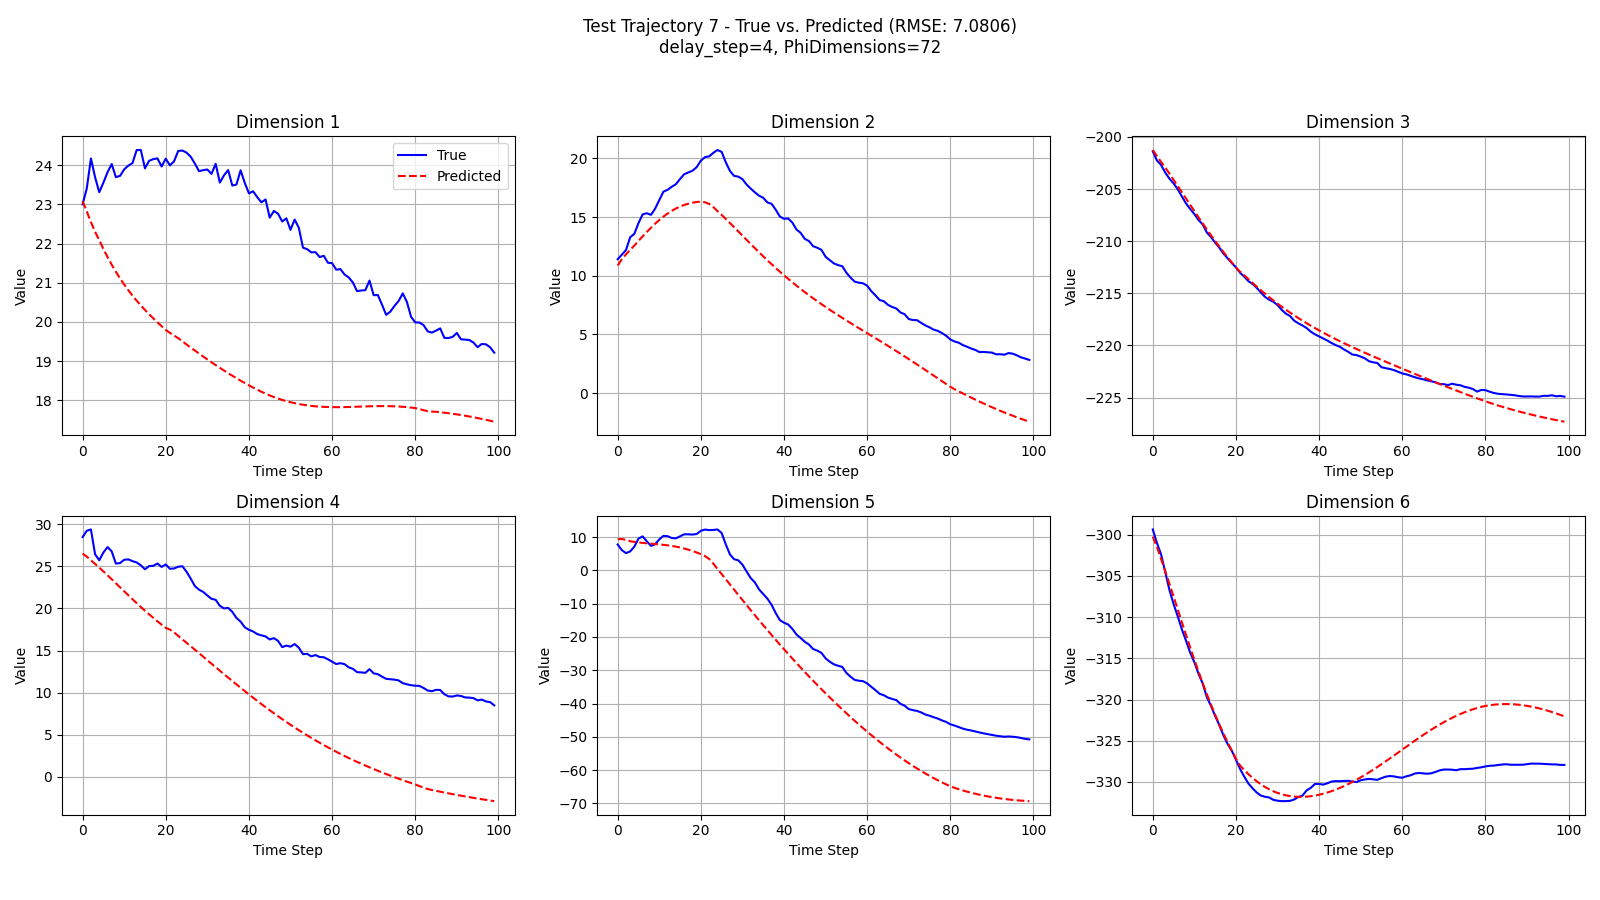 Test Trajectory 7 - True vs. Predicted (RMSE: 7.0806)
delay_step=4, PhiDimensions=72
Dimension 1
24
23
22
21
20
19
18
Value
0 20 40 60 80 100
Time Step
True
Predicted
Dimension 2
20
15
10
5
0
Value
0 20 40 60 80 100
Time Step
Dimension 3
−200
−205
−210
−215
−220
−225
Value
0 20 40 60 80 100
Time Step
Dimension 4
30
25
20
15
10
5
0
Value
0 20 40 60 80 100
Time Step
Dimension 5
10
0
−10
−20
−30
−40
−50
−60
−70
Value
0 20 40 60 80 100
Time Step
Dimension 6
−300
−305
−310
−315
−320
−325
−330
Value
0 20 40 60 80 100
Time Step